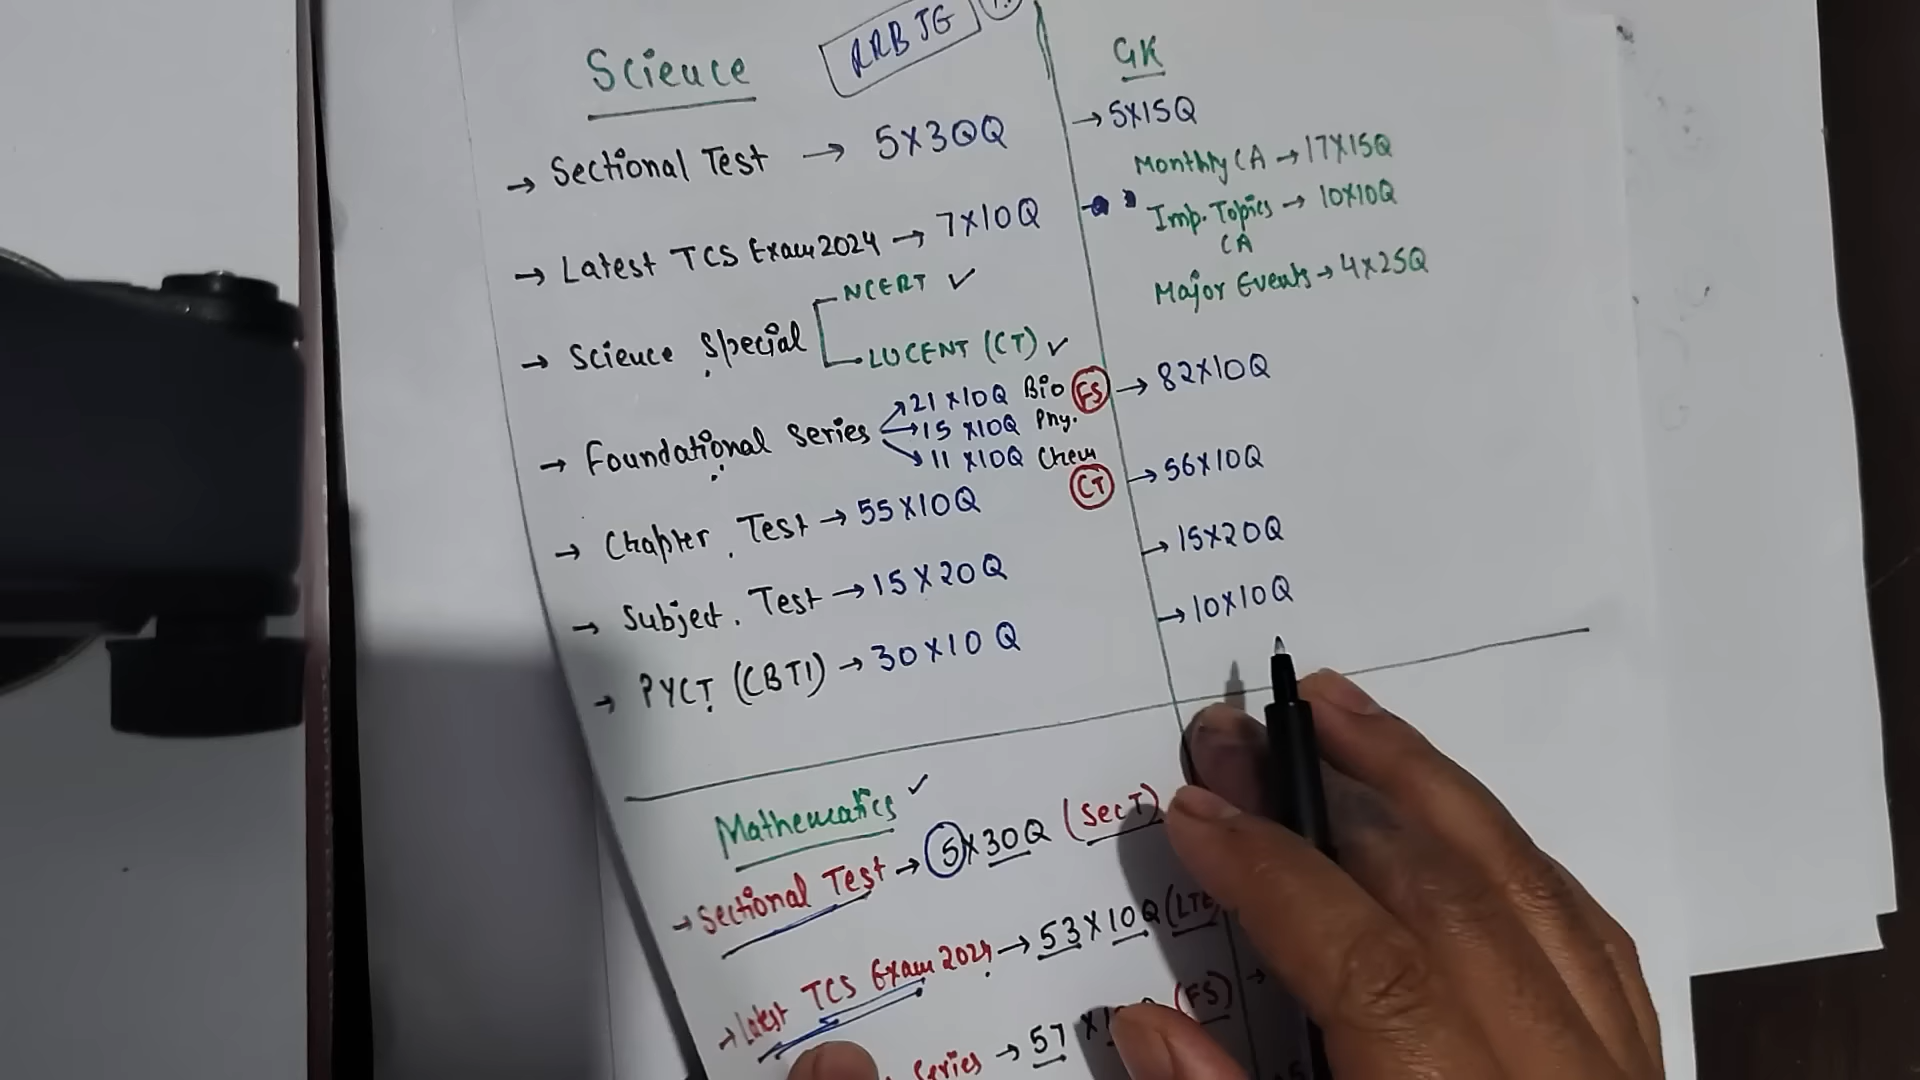 RRB JE
Science
→ Sectional Test → 5X30Q
→ Latest TCS Exam 2024 → 7X10Q
→ Science Special
NCERT ✓
LUCENT (CT) ✓
→ Foundational Series
→ 21 X10Q Bio
→ 15 X10Q Phy.
→ 11 X10Q Chem
→ Chapter Test → 55X10Q
→ Subject. Test → 15X20Q
→ PYCT (CBT1) → 30X10 Q
GK
→ 5X15Q
Monthly CA → 17X15Q
Imp. Topics → 10X10Q
CA
Major Events → 4X25Q
FS → 82X10Q
CT → 56X10Q
→ 15X20Q
→ 10X10Q
Mathematics ✓
→ Sectional Test → 5X30Q (SecT)
→ Latest TCS Exam 2024 → 53X10Q (LTE
Series → 57 X (FS)